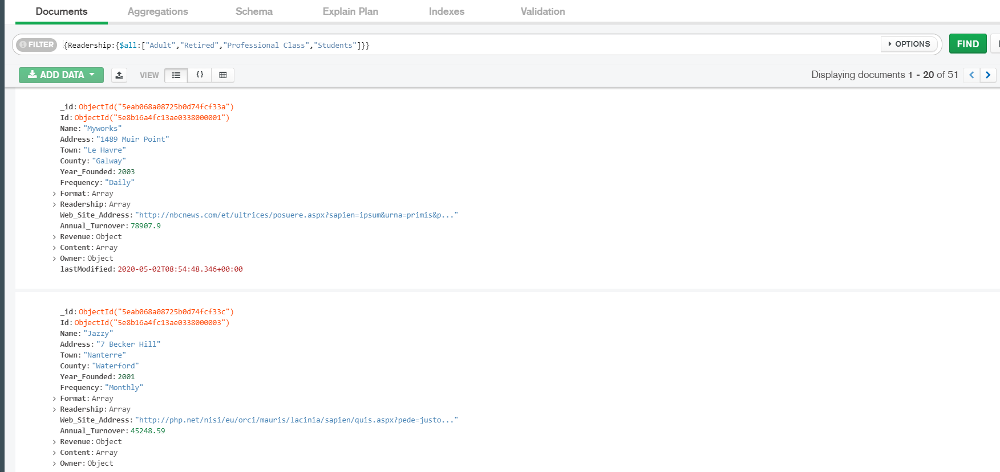 Documents Aggregations Schema Explain Plan Indexes Validation
FILTER {Readership:{$all:["Adult","Retired","Professional Class","Students"]}} OPTIONS FIND
ADD DATA VIEW {} Displaying documents 1 - 20 of 51
_id: ObjectId("5eab068a08725b0d74fcf33a")
Id: ObjectId("5e8b16a4fc13ae0338000001")
Name: "Myworks"
Address: "1489 Muir Point"
Town: "Le Havre"
County: "Galway"
Year_Founded: 2003
Frequency: "Daily"
> Format: Array
> Readership: Array
Web_Site_Address: "http://nbcnews.com/et/ultrices/posuere.aspx?sapien=ipsum&urna=primis&p..."
Annual_Turnover: 78907.9
> Revenue: Object
> Content: Array
> Owner: Object
lastModified: 2020-05-02T08:54:48.346+00:00
_id: ObjectId("5eab068a08725b0d74fcf33c")
Id: ObjectId("5e8b16a4fc13ae0338000003")
Name: "Jazzy"
Address: "7 Becker Hill"
Town: "Nanterre"
County: "Waterford"
Year_Founded: 2001
Frequency: "Monthly"
> Format: Array
> Readership: Array
Web_Site_Address: "http://php.net/nisi/eu/orci/mauris/lacinia/sapien/quis.aspx?pede=justo..."
Annual_Turnover: 45248.59
> Revenue: Object
> Content: Array
> Owner: Object